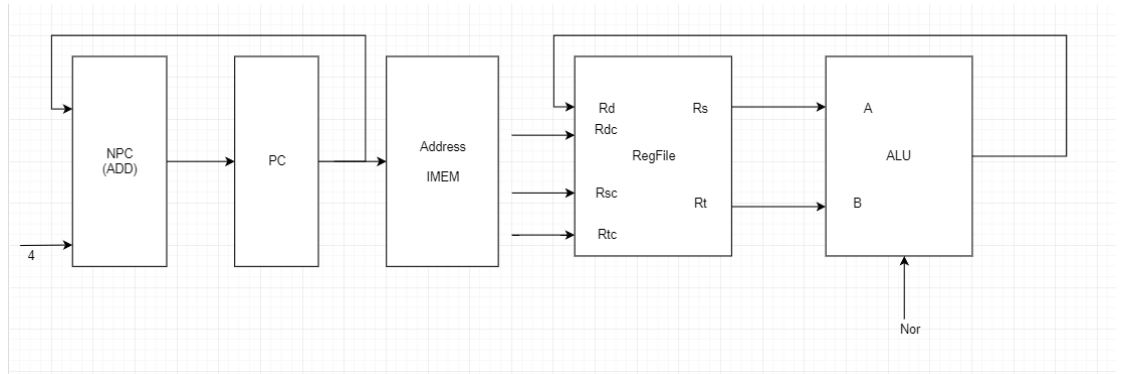 NPC
(ADD)
4
PC
Address
IMEM
Rd
Rdc
Rsc
Rtc
RegFile
Rs
Rt
A
B
ALU
Nor